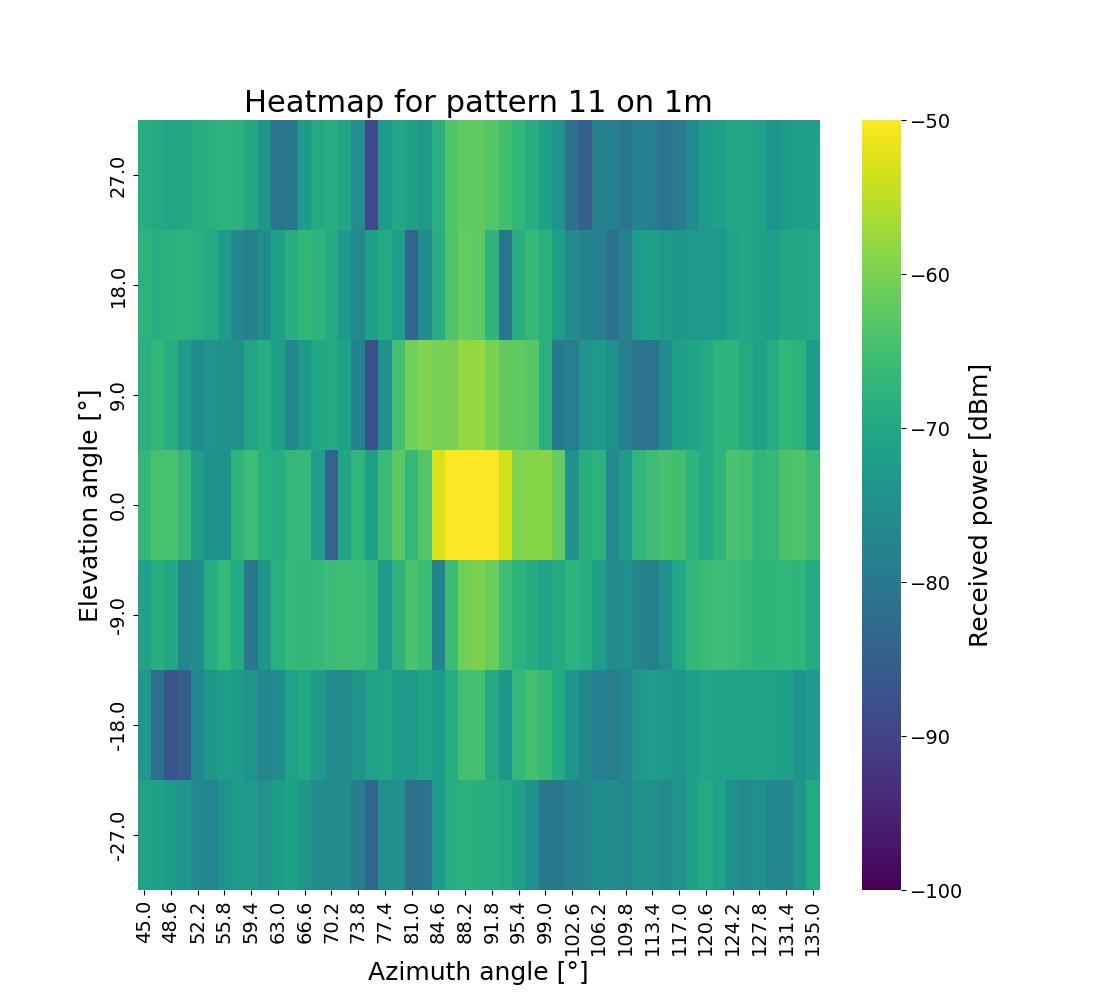 Heatmap for pattern 11 on 1m
Elevation angle [°]
27.0
18.0
9.0
0.0
-9.0
-18.0
-27.0
45.0 48.6 52.2 55.8 59.4 63.0 66.6 70.2 73.8 77.4 81.0 84.6 88.2 91.8 95.4 99.0 102.6 106.2 109.8 113.4 117.0 120.6 124.2 127.8 131.4 135.0
Azimuth angle [°]
−50
−60
−70
−80
−90
−100
Received power [dBm]